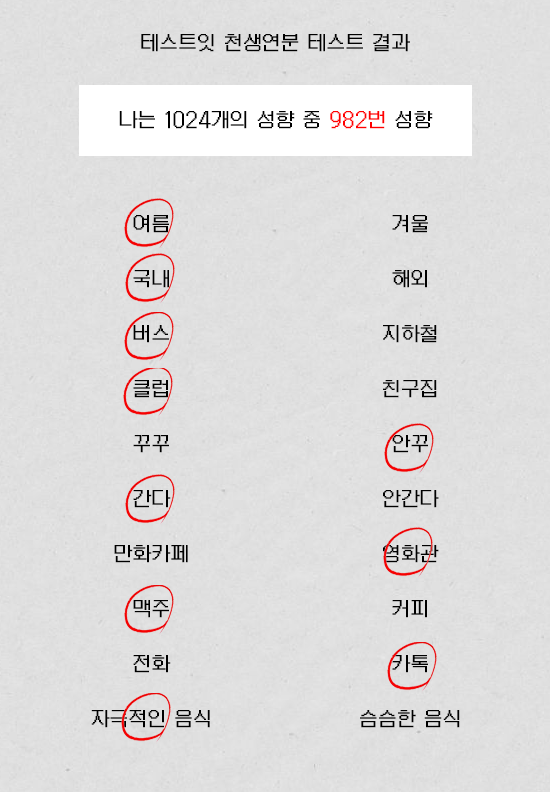 테스트잇 천생연분 테스트 결과
나는 1024개의 성향 중 982번 성향
여름 겨울
국내 해외
버스 지하철
클럽 친구집
꾸꾸 안꾸
간다 안간다
만화카페 영화관
맥주 커피
전화 카톡
자극적인 음식 슴슴한 음식